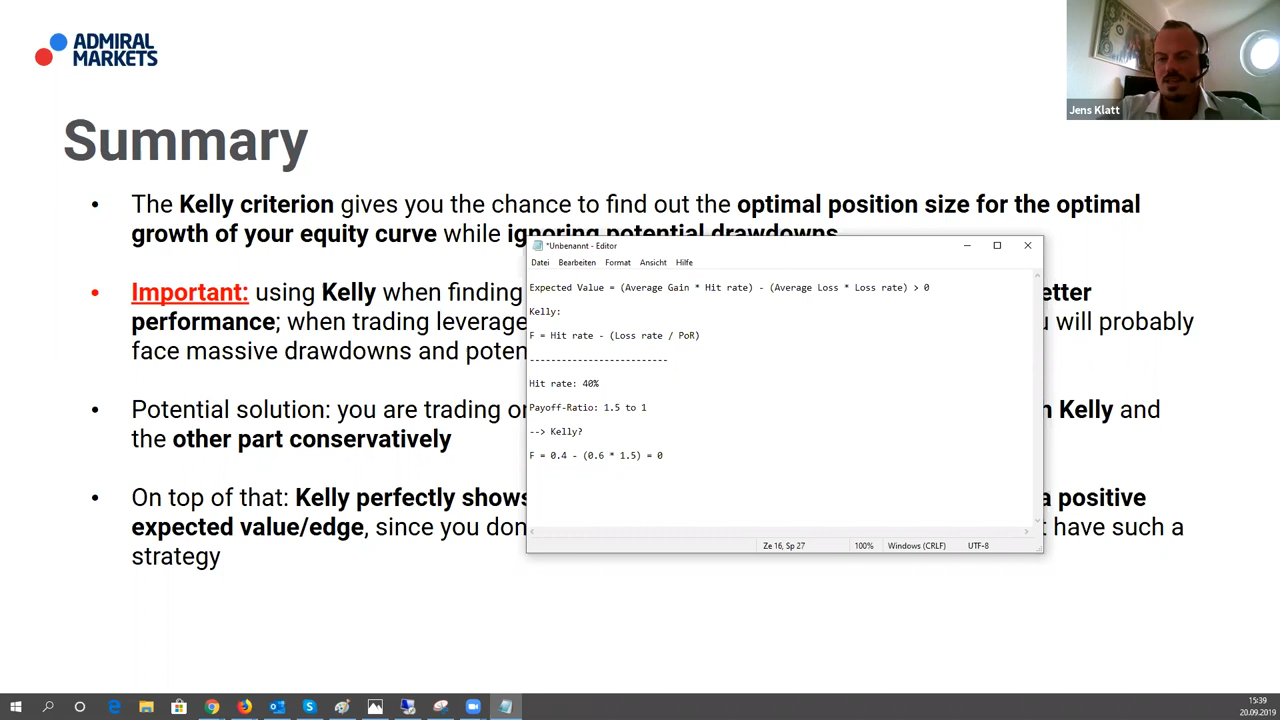 ADMIRAL
MARKETS
Jens Klatt
Summary
• The Kelly criterion gives you the chance to find out the optimal position size for the optimal
growth of your equity curve while ignoring potential drawdowns
• Important: using Kelly when finding
etter
performance; when trading leverage
u will probably
face massive drawdowns and poten
• Potential solution: you are trading or
Kelly and
the other part conservatively
• On top of that: Kelly perfectly shows
a positive
expected value/edge, since you don
t have such a
strategy
*Unbenannt - Editor
Datei Bearbeiten Format Ansicht Hilfe
Expected Value = (Average Gain * Hit rate) - (Average Loss * Loss rate) > 0
Kelly:
F = Hit rate - (Loss rate / PoR)
--------------------------
Hit rate: 40%
Payoff-Ratio: 1.5 to 1
--> Kelly?
F = 0.4 - (0.6 * 1.5) = 0
Ze 16, Sp 27 100% Windows (CRLF) UTF-8
15:39
20.09.2019